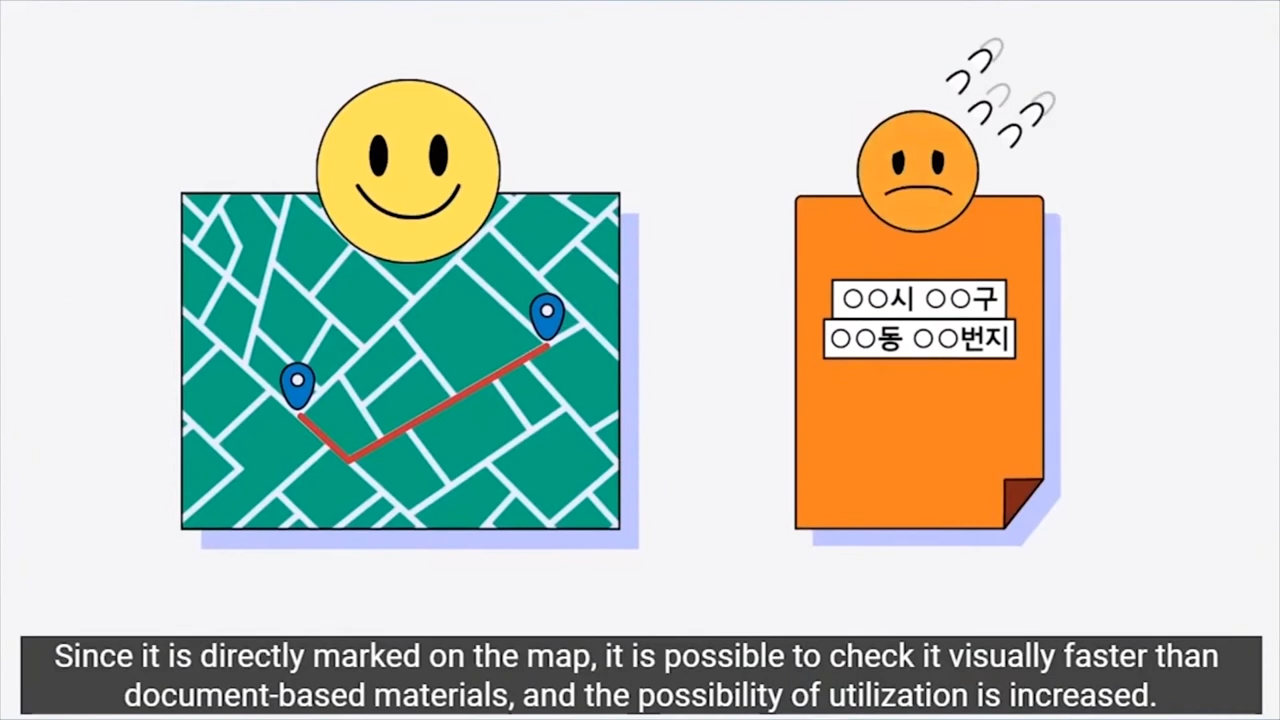 ○○시 ○○구
○○동 ○○번지
Since it is directly marked on the map, it is possible to check it visually faster than
document-based materials, and the possibility of utilization is increased.